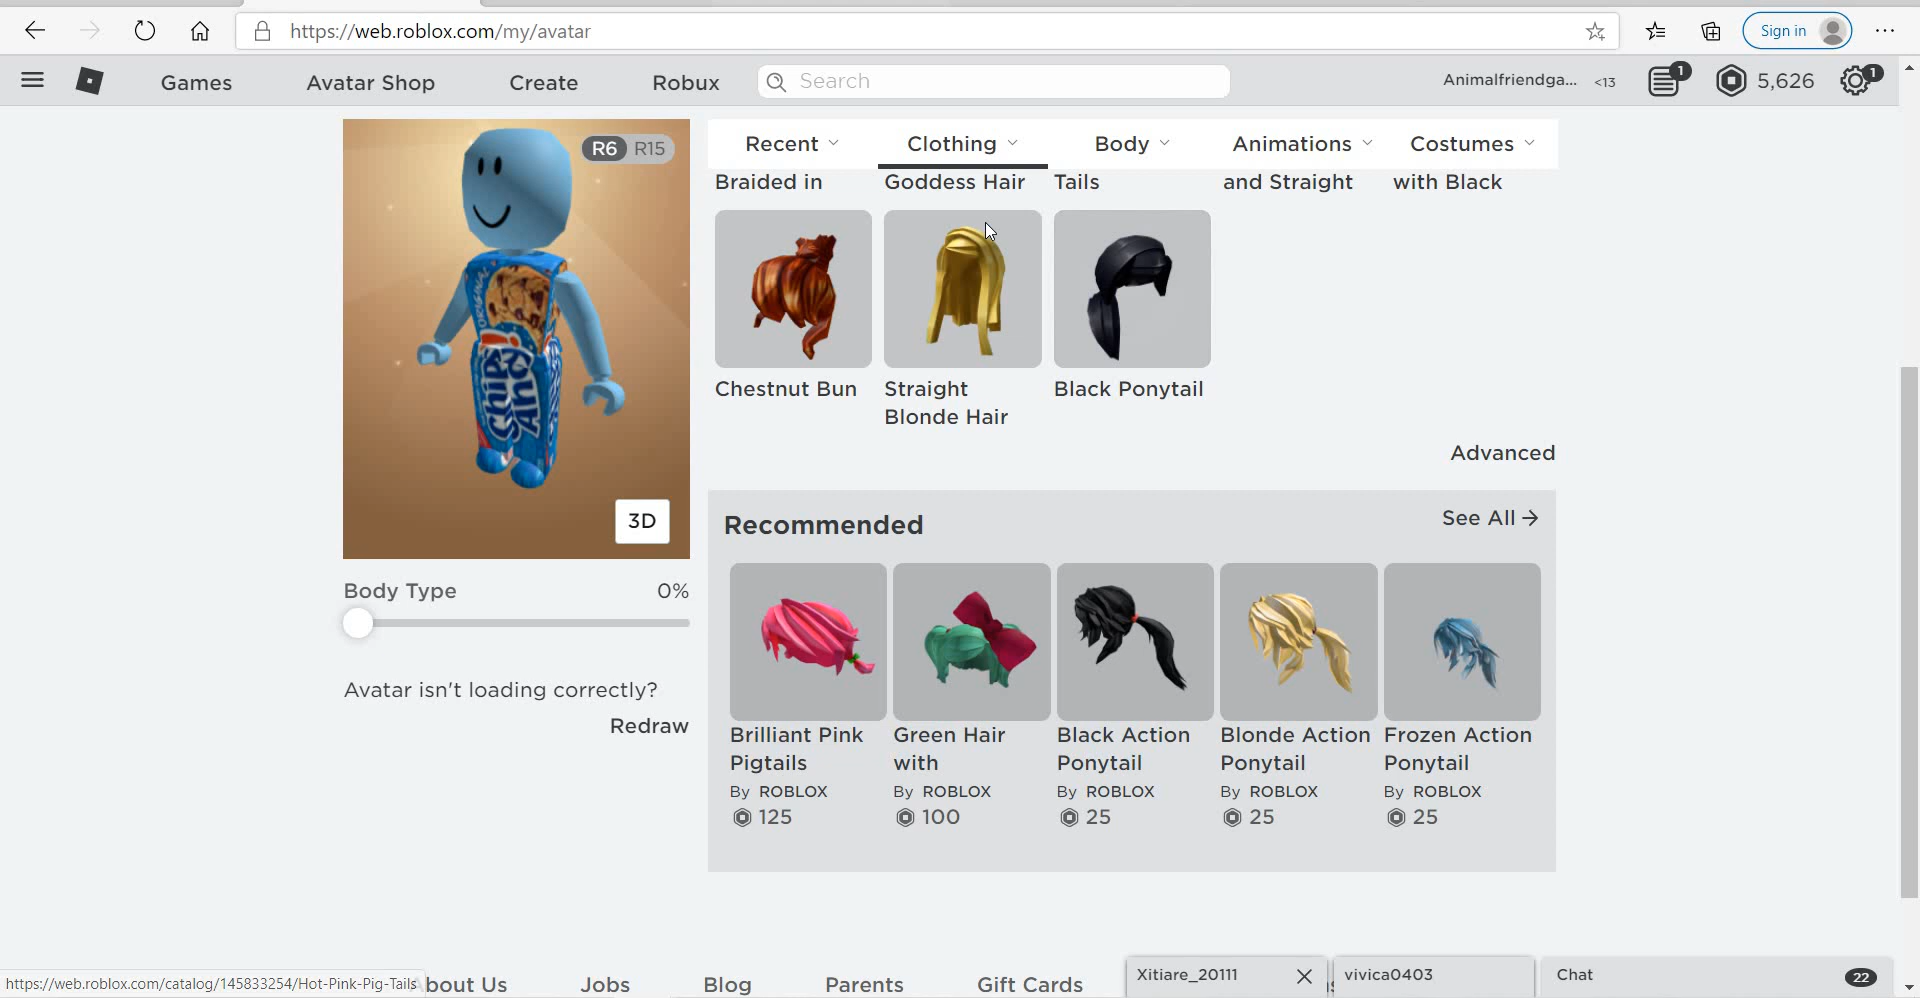 https://web.roblox.com/my/avatar
Sign in
Games
Avatar Shop
Create
Robux
Search
Animalfriendga... <13
1
5,626
1
R6 R15
Recent
Clothing
Body
Animations
Costumes
Braided in
Goddess Hair
Tails
and Straight
with Black
ORIGINAL
CHIPS
AHOY
Chestnut Bun
Straight
Blonde Hair
Black Ponytail
Advanced
3D
Recommended
See All
Body Type 0%
Avatar isn't loading correctly?
Redraw
Brilliant Pink
Pigtails
By ROBLOX
125
Green Hair
with
By ROBLOX
100
Black Action
Ponytail
By ROBLOX
25
Blonde Action
Ponytail
By ROBLOX
25
Frozen Action
Ponytail
By ROBLOX
25
https://web.roblox.com/catalog/145833254/Hot-Pink-Pig-Tails
bout Us
Jobs
Blog
Parents
Gift Cards
Xitiare_20111
vivica0403
Chat
22